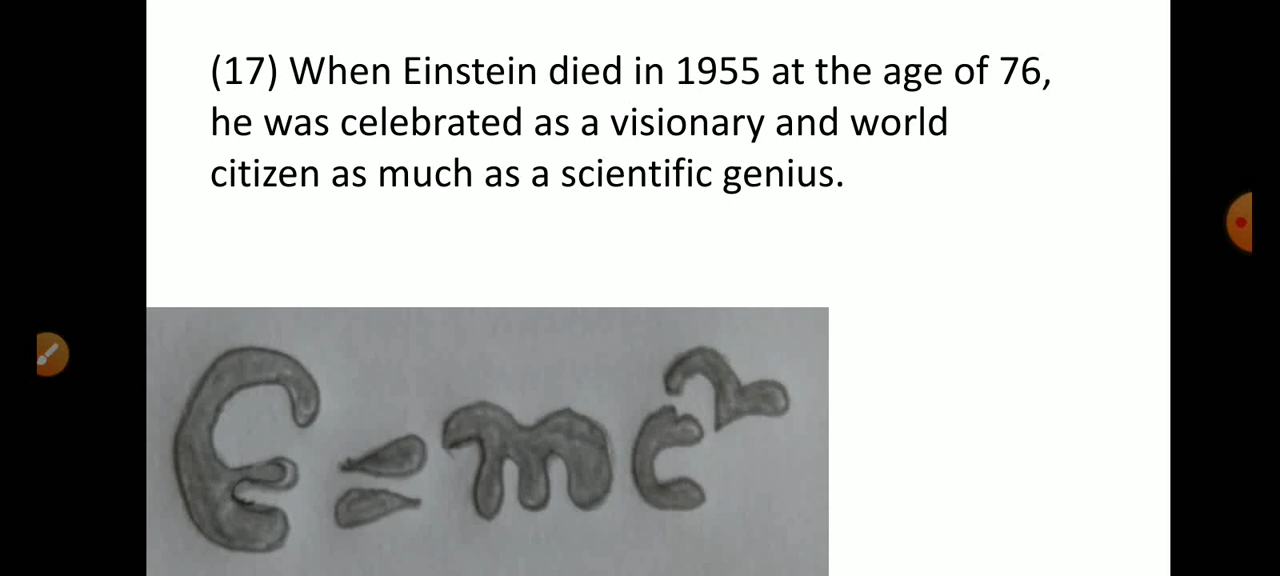 (17) When Einstein died in 1955 at the age of 76,
he was celebrated as a visionary and world
citizen as much as a scientific genius.
E=mc²